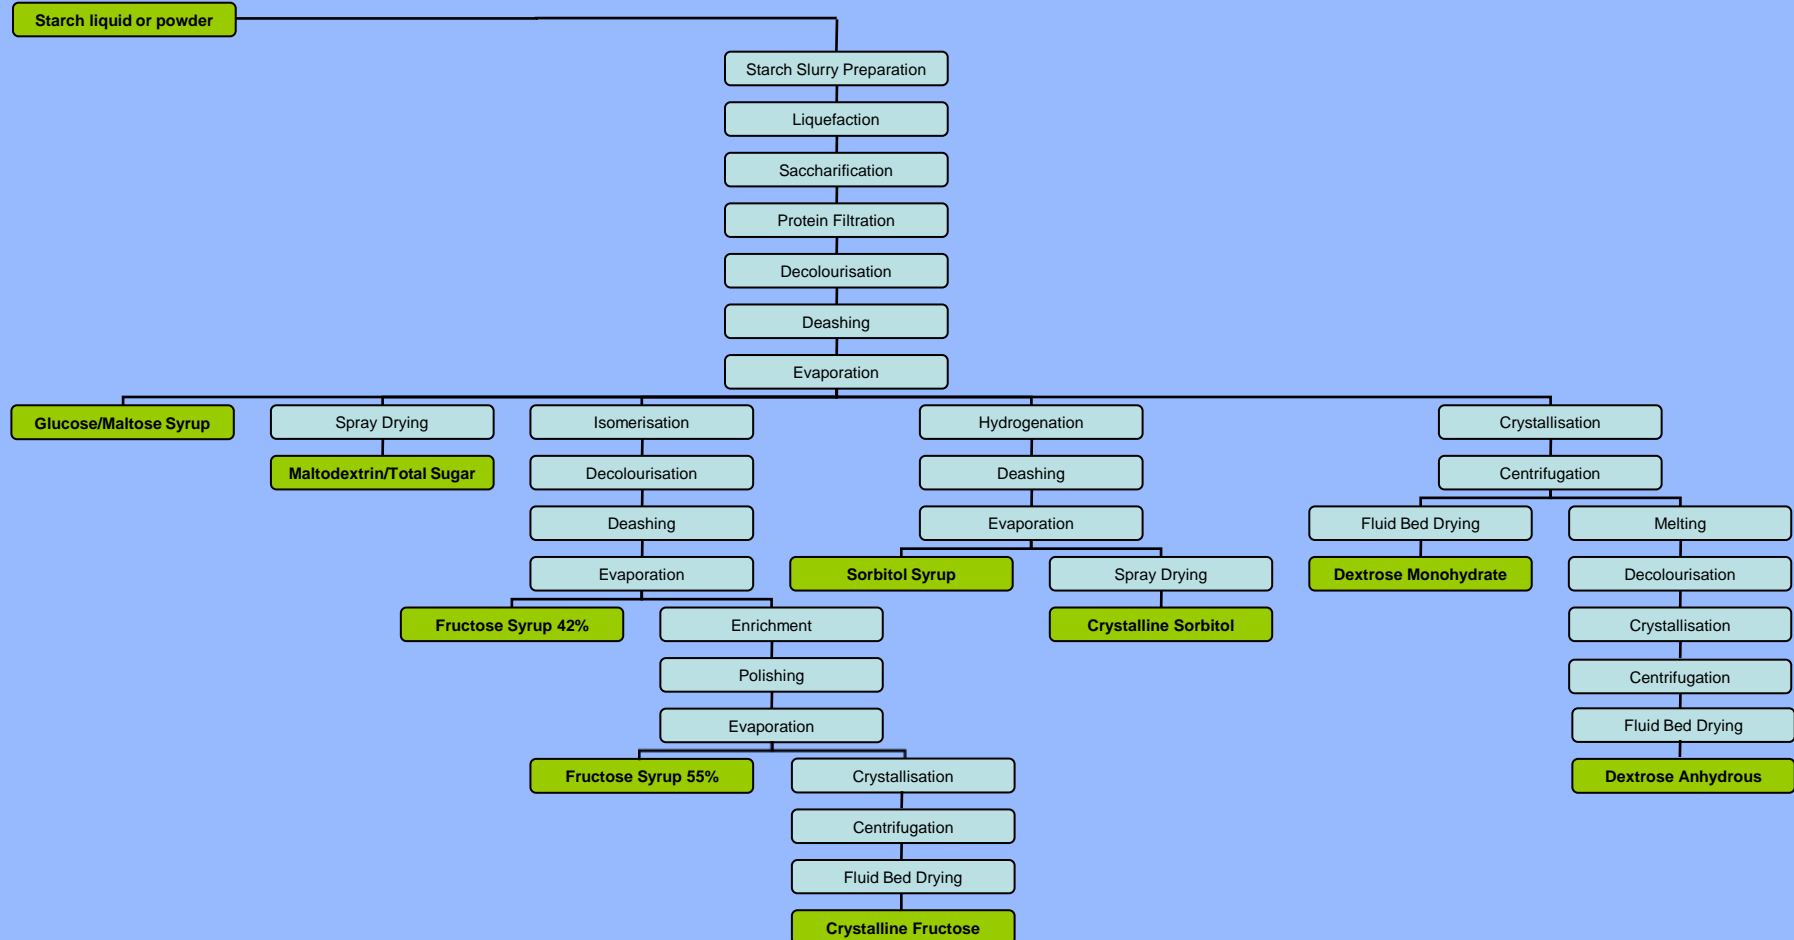 Starch liquid or powder
Starch Slurry Preparation
Liquefaction
Saccharification
Protein Filtration
Decolourisation
Deashing
Evaporation
Glucose/Maltose Syrup
Spray Drying
Isomerisation
Hydrogenation
Crystallisation
Maltodextrin/Total Sugar
Decolourisation
Deashing
Centrifugation
Deashing
Evaporation
Fluid Bed Drying
Melting
Evaporation
Sorbitol Syrup
Spray Drying
Dextrose Monohydrate
Decolourisation
Fructose Syrup 42%
Enrichment
Crystalline Sorbitol
Crystallisation
Polishing
Centrifugation
Evaporation
Fluid Bed Drying
Fructose Syrup 55%
Crystallisation
Dextrose Anhydrous
Centrifugation
Fluid Bed Drying
Crystalline Fructose